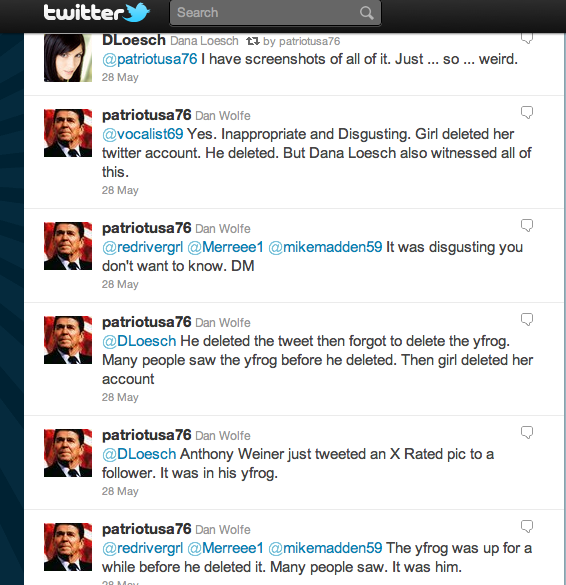 twitter Search
DLoesch Dana Loesch by patriotusa76
@patriotusa76 I have screenshots of all of it. Just ... so ... weird.
28 May
patriotusa76 Dan Wolfe
@vocalist69 Yes. Inappropriate and Disgusting. Girl deleted her
twitter account. He deleted. But Dana Loesch also witnessed all of
this.
28 May
patriotusa76 Dan Wolfe
@redrivergrl @Merreee1 @mikemadden59 It was disgusting you
don't want to know. DM
28 May
patriotusa76 Dan Wolfe
@DLoesch He deleted the tweet then forgot to delete the yfrog.
Many people saw the yfrog before he deleted. Then girl deleted her
account
28 May
patriotusa76 Dan Wolfe
@DLoesch Anthony Weiner just tweeted an X Rated pic to a
follower. It was in his yfrog.
28 May
patriotusa76 Dan Wolfe
@redrivergrl @Merreee1 @mikemadden59 The yfrog was up for a
while before he deleted it. Many people saw. It was him.
28 May